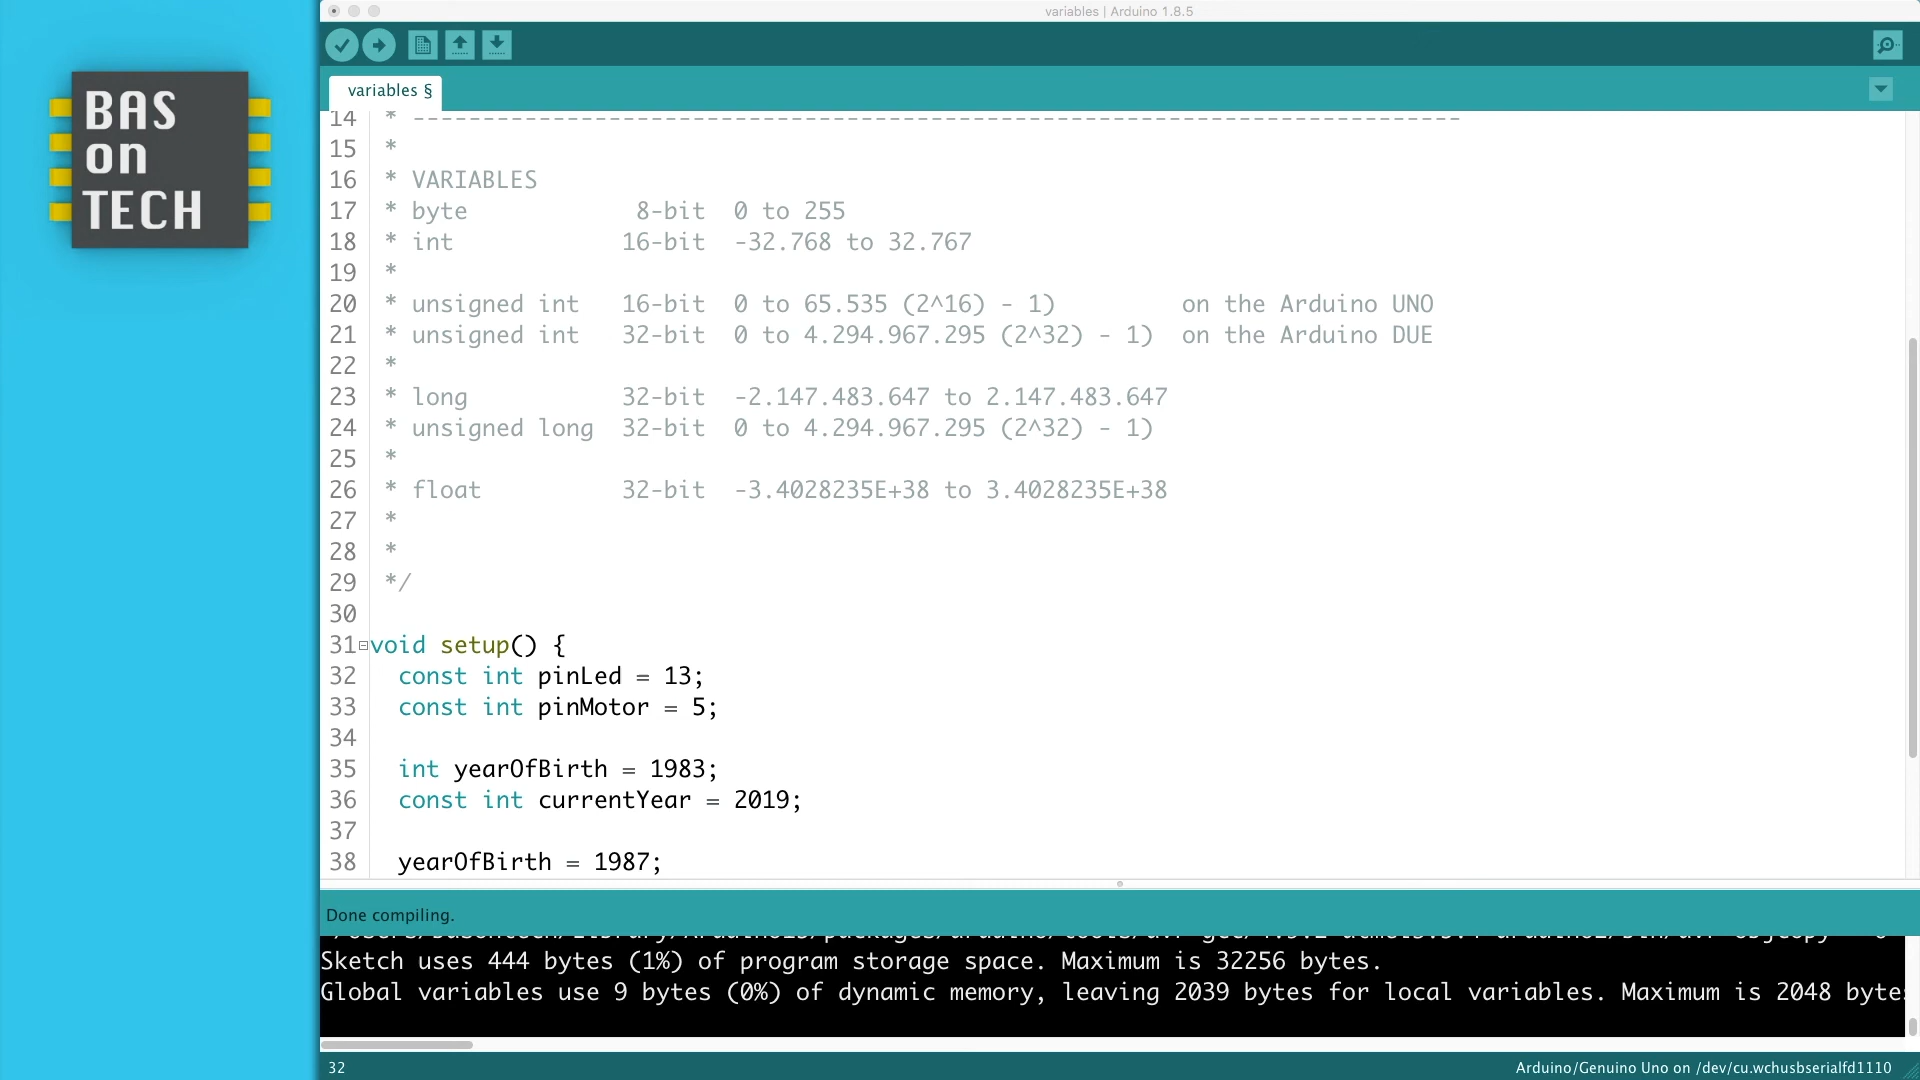 variables | Arduino 1.8.5
BAS
on
TECH
variables §
14 * ---------------------------------------------------------------------------
15 *
16 * VARIABLES
17 * byte            8-bit  0 to 255
18 * int            16-bit  -32.768 to 32.767
19 *
20 * unsigned int   16-bit  0 to 65.535 (2^16) - 1)         on the Arduino UNO
21 * unsigned int   32-bit  0 to 4.294.967.295 (2^32) - 1)  on the Arduino DUE
22 *
23 * long           32-bit  -2.147.483.647 to 2.147.483.647
24 * unsigned long  32-bit  0 to 4.294.967.295 (2^32) - 1)
25 *
26 * float          32-bit  -3.4028235E+38 to 3.4028235E+38
27 *
28 *
29 */
30
31 void setup() {
32   const int pinLed = 13;
33   const int pinMotor = 5;
34
35   int yearOfBirth = 1983;
36   const int currentYear = 2019;
37
38   yearOfBirth = 1987;
Done compiling.
Sketch uses 444 bytes (1%) of program storage space. Maximum is 32256 bytes.
Global variables use 9 bytes (0%) of dynamic memory, leaving 2039 bytes for local variables. Maximum is 2048 bytes
32
Arduino/Genuino Uno on /dev/cu.wchusbserialfd1110